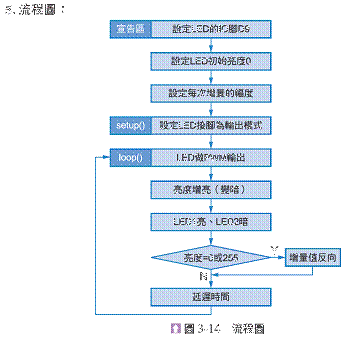 5. 流程圖：
宣告區 設定LED的接腳D9
設定LED初始亮度0
設定每次增量的幅度
setup() 設定LED接腳為輸出模式
loop() LED做PWM輸出
亮度增亮（變暗）
LED1亮、LED2暗
亮度=0或255 Y 增量值反向
N
延遲時間
圖 3-14 流程圖